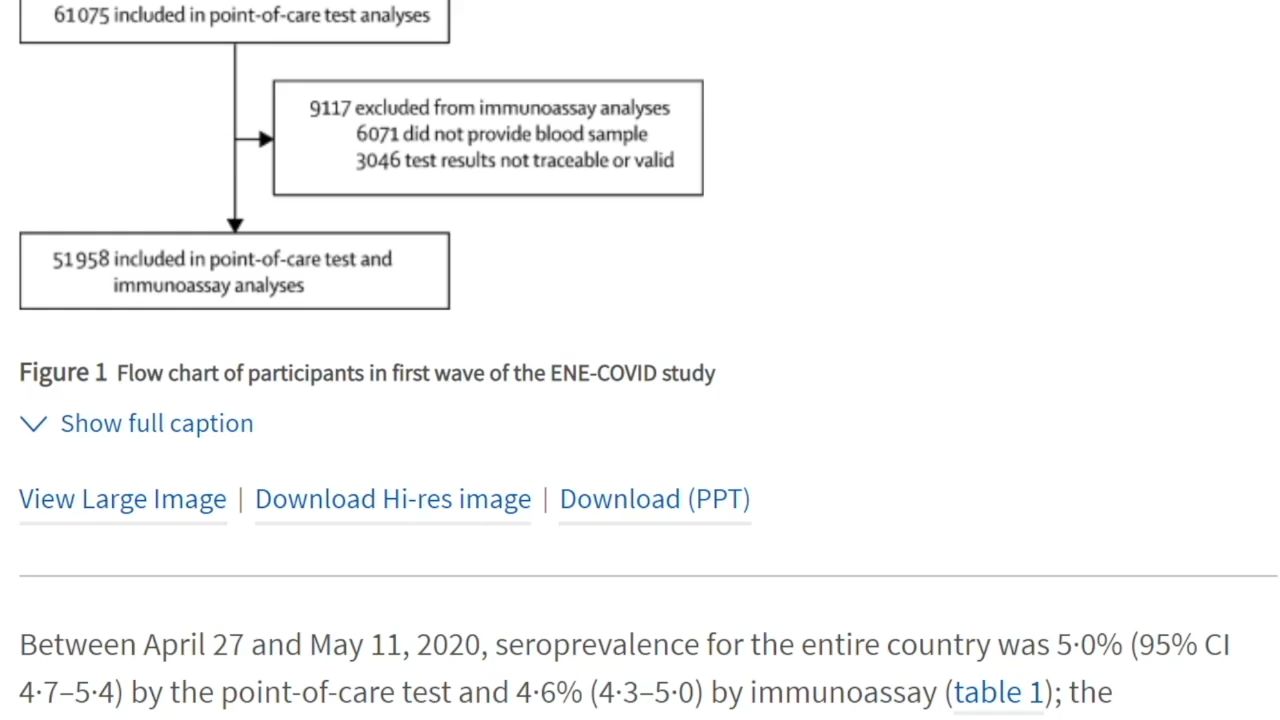 61075 included in point-of-care test analyses
9117 excluded from immunoassay analyses
6071 did not provide blood sample
3046 test results not traceable or valid
51958 included in point-of-care test and
immunoassay analyses
Figure 1 Flow chart of participants in first wave of the ENE-COVID study
Show full caption
View Large Image | Download Hi-res image | Download (PPT)
Between April 27 and May 11, 2020, seroprevalence for the entire country was 5·0% (95% CI
4·7–5·4) by the point-of-care test and 4·6% (4·3–5·0) by immunoassay (table 1); the